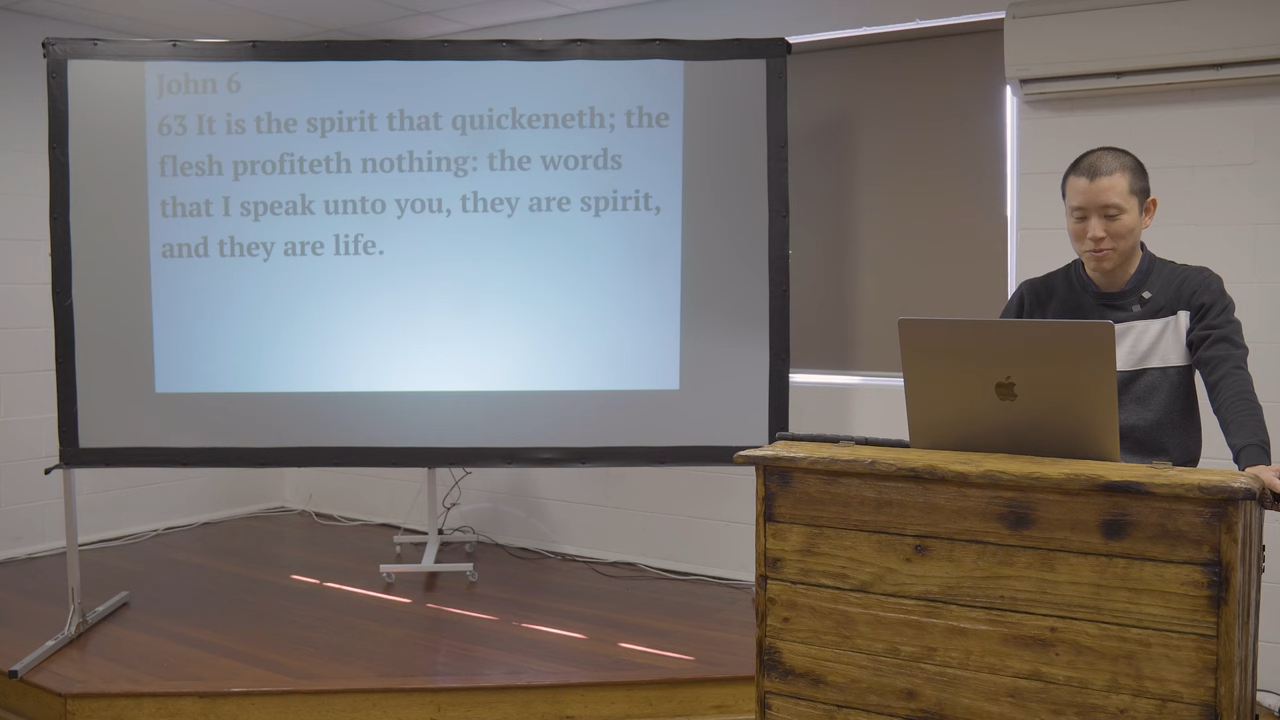 John 6
63 It is the spirit that quickeneth; the
flesh profiteth nothing: the words
that I speak unto you, they are spirit,
and they are life.